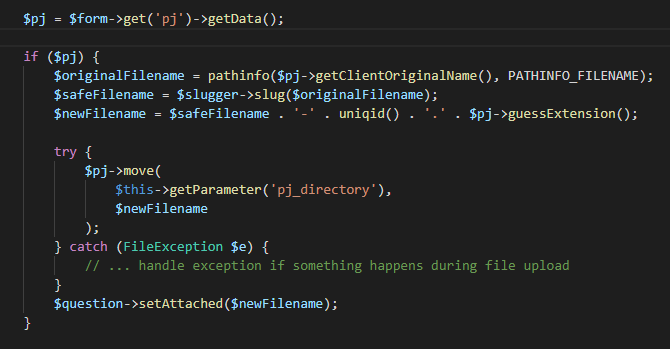 $pj = $form->get('pj')->getData();
if ($pj) {
$originalFilename = pathinfo($pj->getClientOriginalName(), PATHINFO_FILENAME);
$safeFilename = $slugger->slug($originalFilename);
$newFilename = $safeFilename . '-' . uniqid() . '.' . $pj->guessExtension();
try {
$pj->move(
$this->getParameter('pj_directory'),
$newFilename
);
} catch (FileException $e) {
// ... handle exception if something happens during file upload
}
$question->setAttached($newFilename);
}